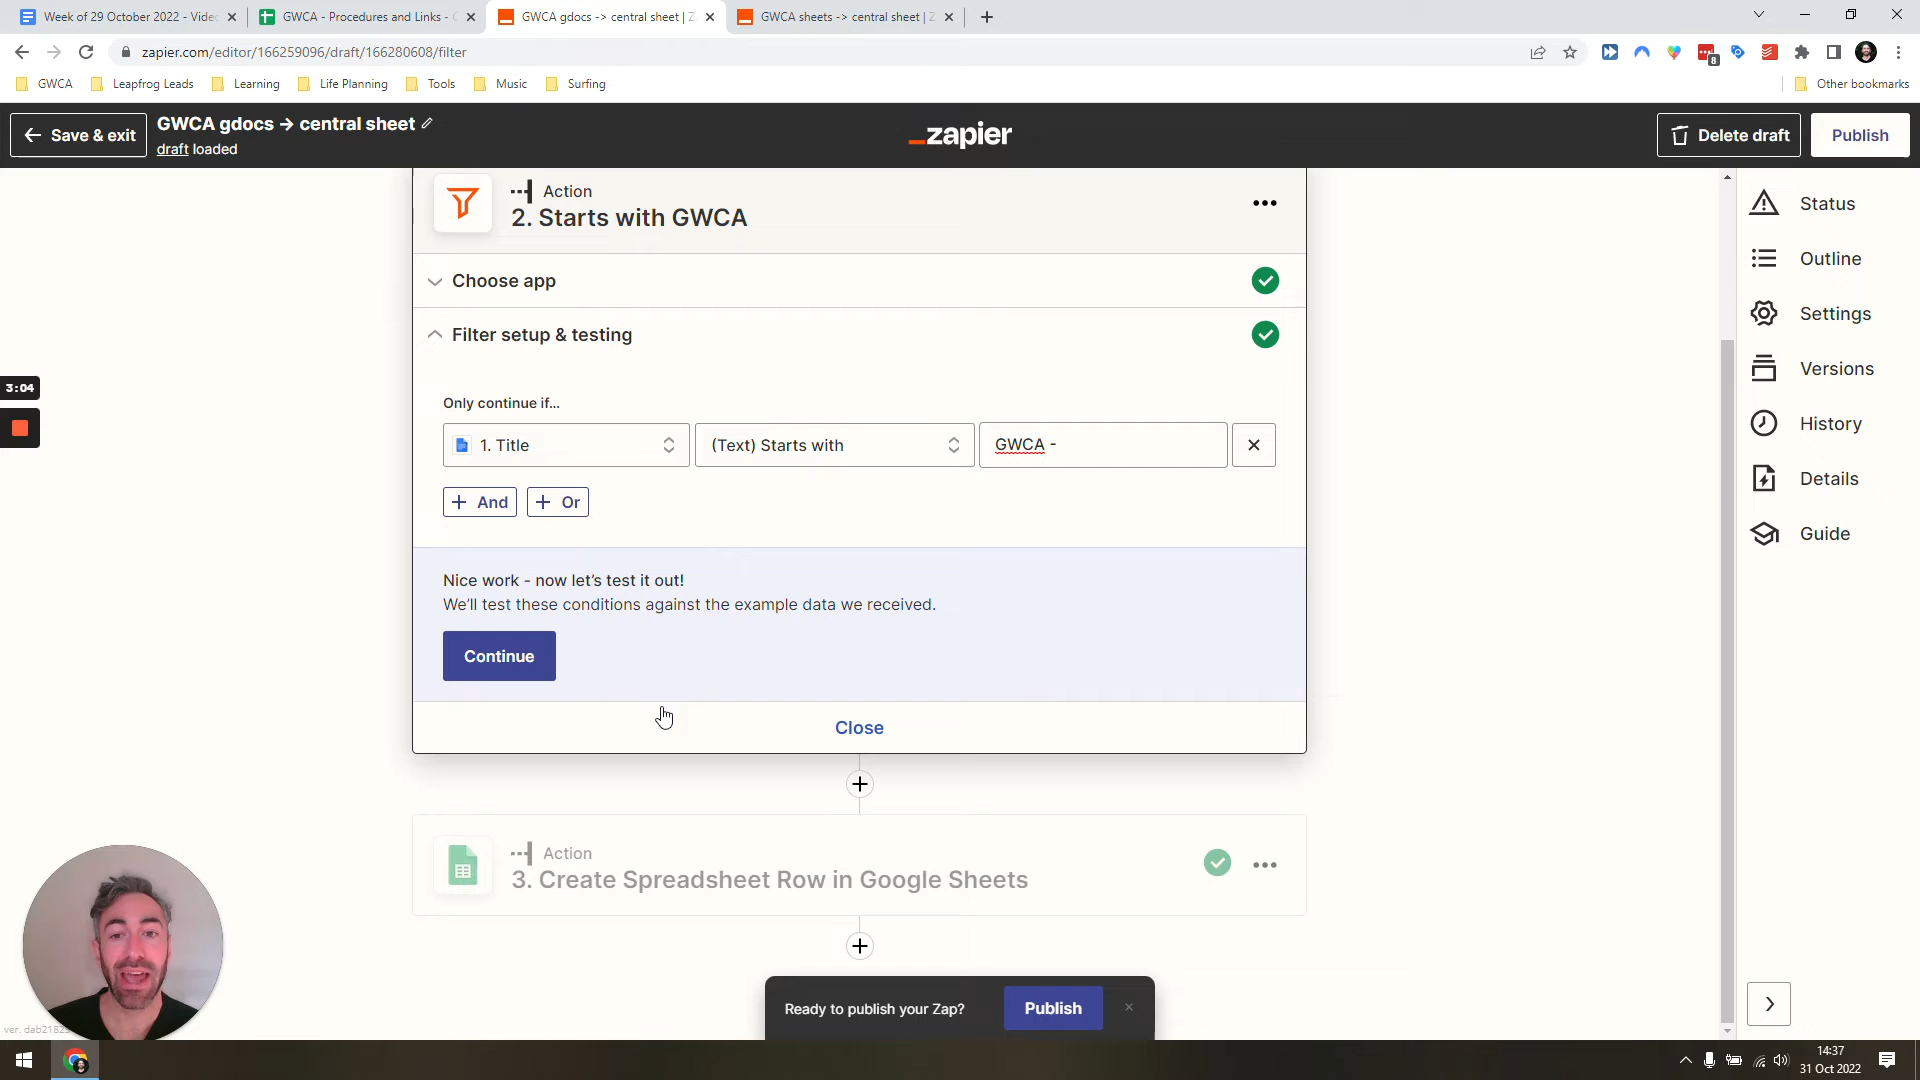 Week of 29 October 2022 - Video
GWCA - Procedures and Links -
GWCA gdocs -> central sheet | Z
GWCA sheets -> central sheet | Z
zapier.com/editor/166259096/draft/166280608/filter
8
GWCA
Leapfrog Leads
Learning
Life Planning
Tools
Music
Surfing
Other bookmarks
Save & exit
GWCA gdocs → central sheet
draft loaded
_zapier
Delete draft
Publish
Action
2. Starts with GWCA
Choose app
Filter setup & testing
Only continue if...
1. Title
(Text) Starts with
GWCA -
+ And
+ Or
Nice work - now let's test it out!
We'll test these conditions against the example data we received.
Continue
Close
Action
3. Create Spreadsheet Row in Google Sheets
Ready to publish your Zap?
Publish
Status
Outline
Settings
Versions
History
Details
Guide
3:04
14:37
31 Oct 2022